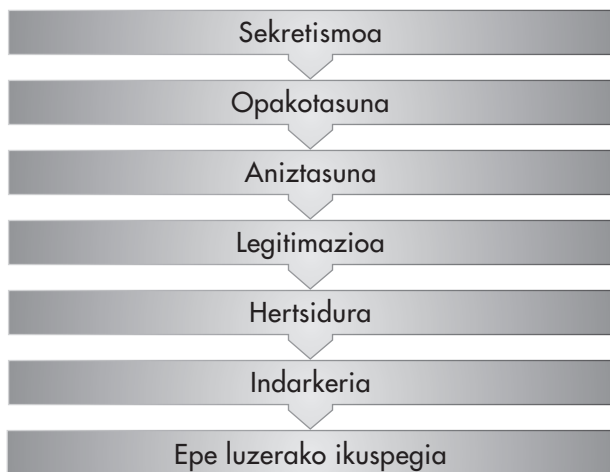 Sekretismoa
Opakotasuna
Aniztasuna
Legitimazioa
Hertsidura
Indarkeria
Epe luzerako ikuspegia